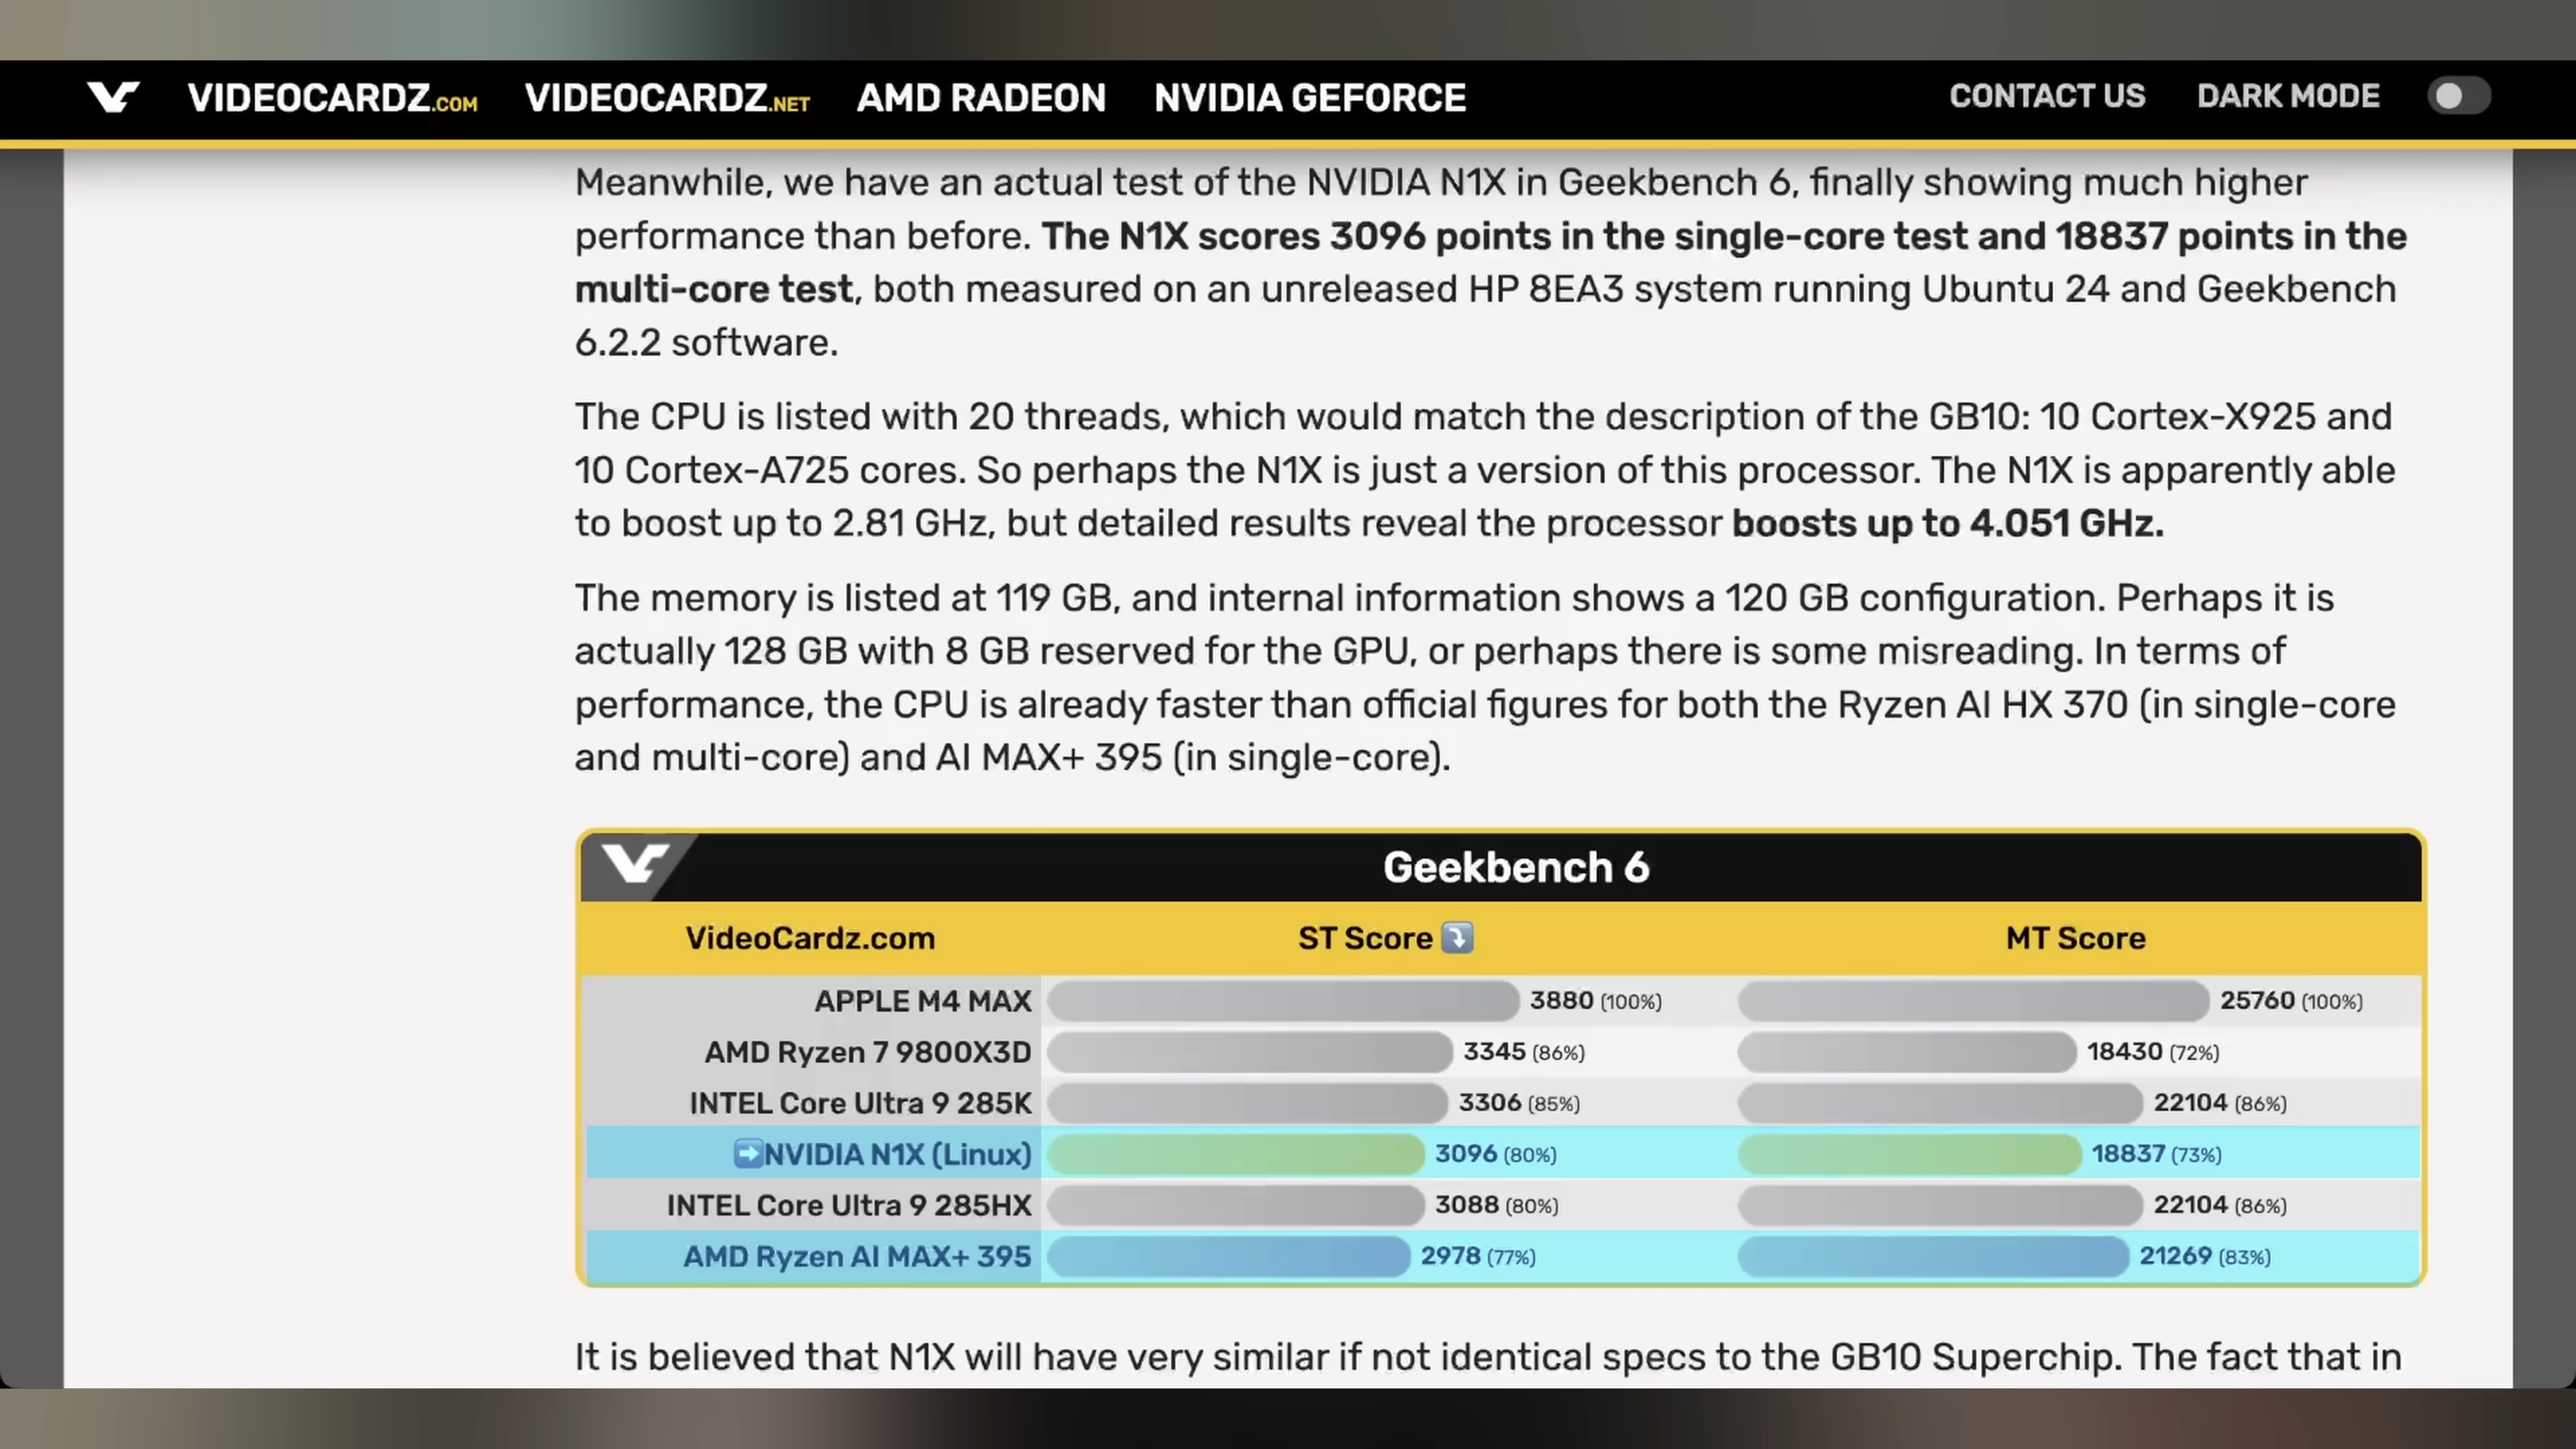 VIDEOCARDZ.COM VIDEOCARDZ.NET AMD RADEON NVIDIA GEFORCE CONTACT US DARK MODE
Meanwhile, we have an actual test of the NVIDIA N1X in Geekbench 6, finally showing much higher
performance than before. The N1X scores 3096 points in the single-core test and 18837 points in the
multi-core test, both measured on an unreleased HP 8EA3 system running Ubuntu 24 and Geekbench
6.2.2 software.
The CPU is listed with 20 threads, which would match the description of the GB10: 10 Cortex-X925 and
10 Cortex-A725 cores. So perhaps the N1X is just a version of this processor. The N1X is apparently able
to boost up to 2.81 GHz, but detailed results reveal the processor boosts up to 4.051 GHz.
The memory is listed at 119 GB, and internal information shows a 120 GB configuration. Perhaps it is
actually 128 GB with 8 GB reserved for the GPU, or perhaps there is some misreading. In terms of
performance, the CPU is already faster than official figures for both the Ryzen AI HX 370 (in single-core
and multi-core) and AI MAX+ 395 (in single-core).
Geekbench 6
VideoCardz.com ST Score MT Score
APPLE M4 MAX 3880 (100%) 25760 (100%)
AMD Ryzen 7 9800X3D 3345 (86%) 18430 (72%)
INTEL Core Ultra 9 285K 3306 (85%) 22104 (86%)
NVIDIA N1X (Linux) 3096 (80%) 18837 (73%)
INTEL Core Ultra 9 285HX 3088 (80%) 22104 (86%)
AMD Ryzen AI MAX+ 395 2978 (77%) 21269 (83%)
It is believed that N1X will have very similar if not identical specs to the GB10 Superchip. The fact that in